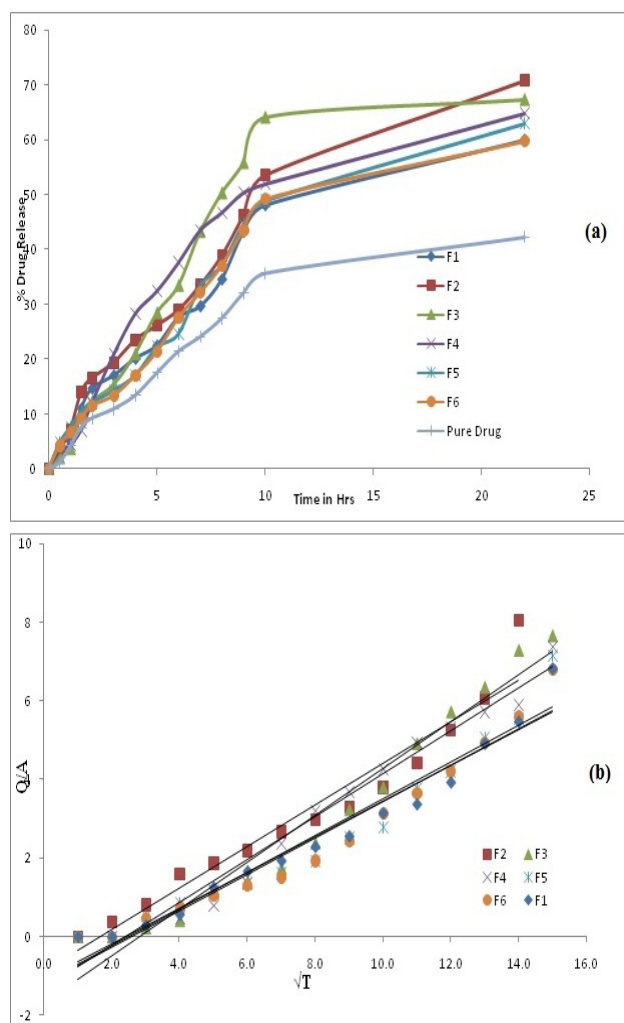 80
70
60
50
40
30
20
10
0
% Drug Release
0 5 10 15 20 25
Time in Hrs
(a)
F1
F2
F3
F4
F5
F6
Pure Drug
10
8
6
4
2
0
-2
Q/A
0.0 2.0 4.0 6.0 8.0 10.0 12.0 14.0 16.0
√T
(b)
F2 F3
F4 F5
F6 F1